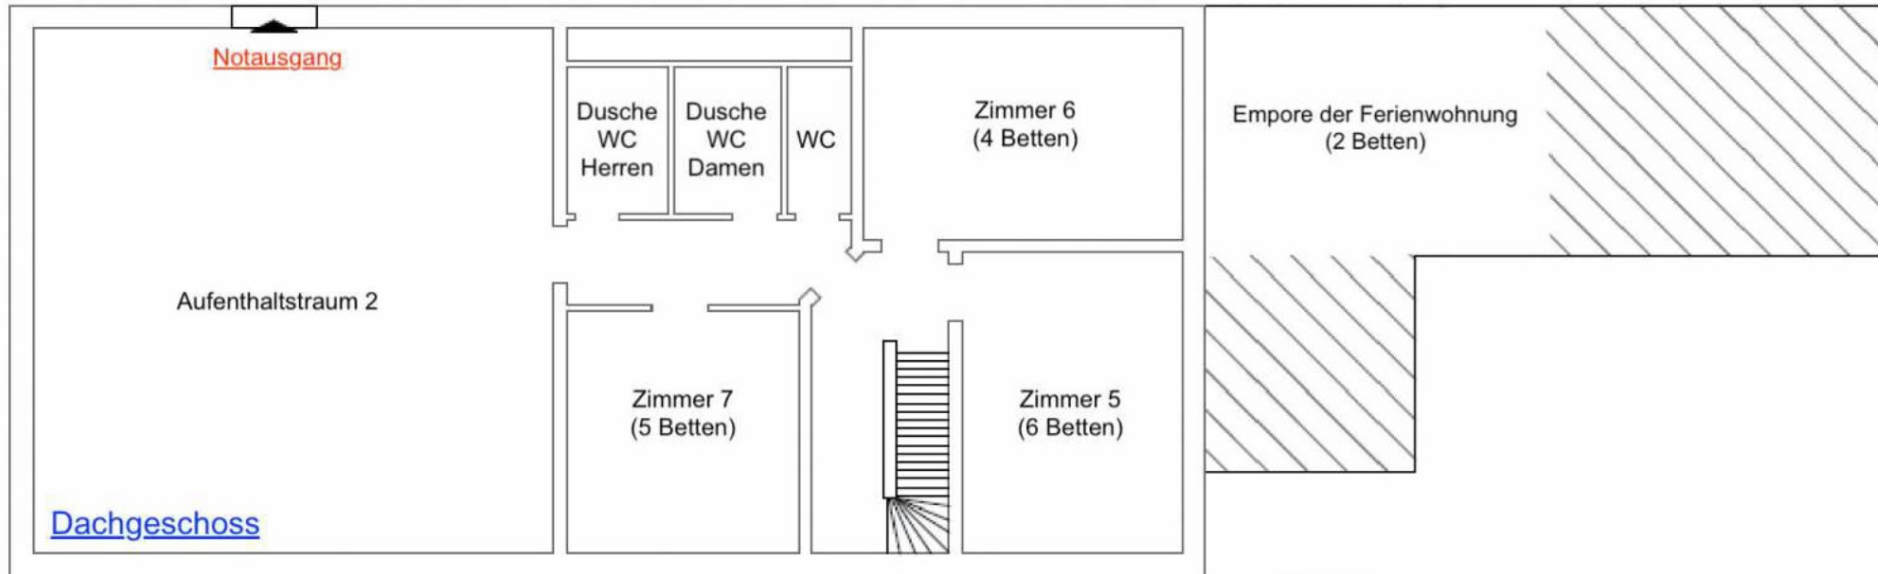 Notausgang
Dusche
WC
Herren
Dusche
WC
Damen
WC
Zimmer 6
(4 Betten)
Empore der Ferienwohnung
(2 Betten)
Aufenthaltstraum 2
Zimmer 7
(5 Betten)
Zimmer 5
(6 Betten)
Dachgeschoss